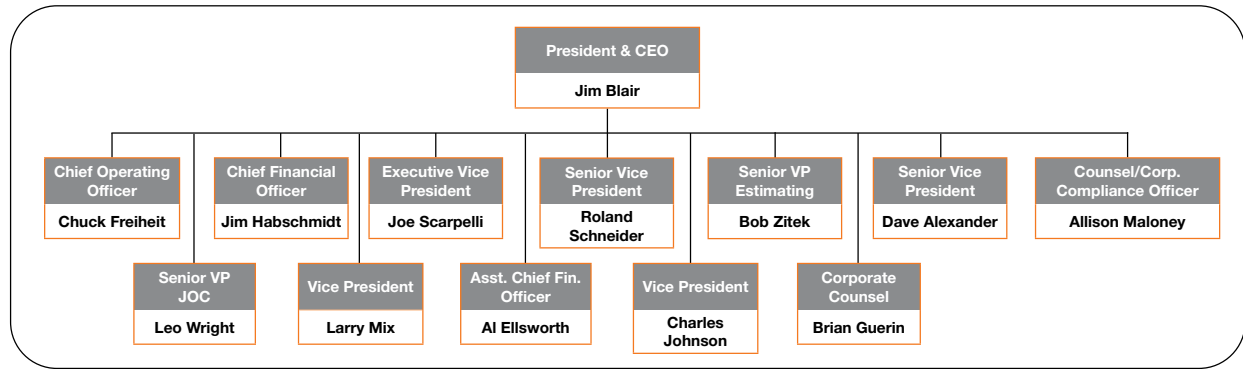 President & CEO
Jim Blair
Chief Operating
Officer
Chuck Freiheit
Chief Financial
Officer
Jim Habschmidt
Executive Vice
President
Joe Scarpelli
Senior Vice
President
Roland
Schneider
Senior VP
Estimating
Bob Zitek
Senior Vice
President
Dave Alexander
Counsel/Corp.
Compliance Officer
Allison Maloney
Senior VP
JOC
Leo Wright
Vice President
Larry Mix
Asst. Chief Fin.
Officer
Al Ellsworth
Vice President
Charles
Johnson
Corporate
Counsel
Brian Guerin